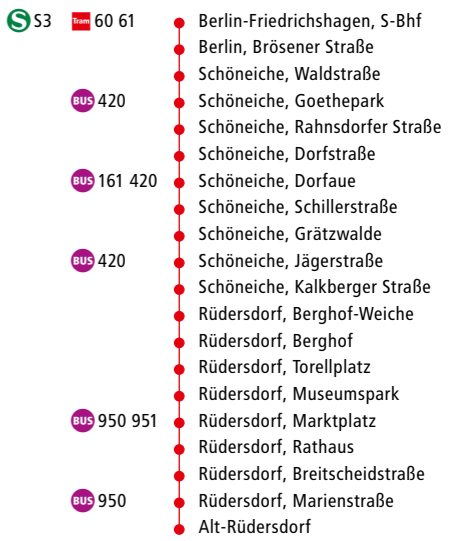 S S3 Tram 60 61 Berlin-Friedrichshagen, S-Bhf
Berlin, Brösener Straße
Schöneiche, Waldstraße
BUS 420 Schöneiche, Goethepark
Schöneiche, Rahnsdorfer Straße
Schöneiche, Dorfstraße
BUS 161 420 Schöneiche, Dorfaue
Schöneiche, Schillerstraße
Schöneiche, Grätzwalde
BUS 420 Schöneiche, Jägerstraße
Schöneiche, Kalkberger Straße
Rüdersdorf, Berghof-Weiche
Rüdersdorf, Berghof
Rüdersdorf, Torellplatz
Rüdersdorf, Museumspark
BUS 950 951 Rüdersdorf, Marktplatz
Rüdersdorf, Rathaus
Rüdersdorf, Breitscheidstraße
BUS 950 Rüdersdorf, Marienstraße
Alt-Rüdersdorf